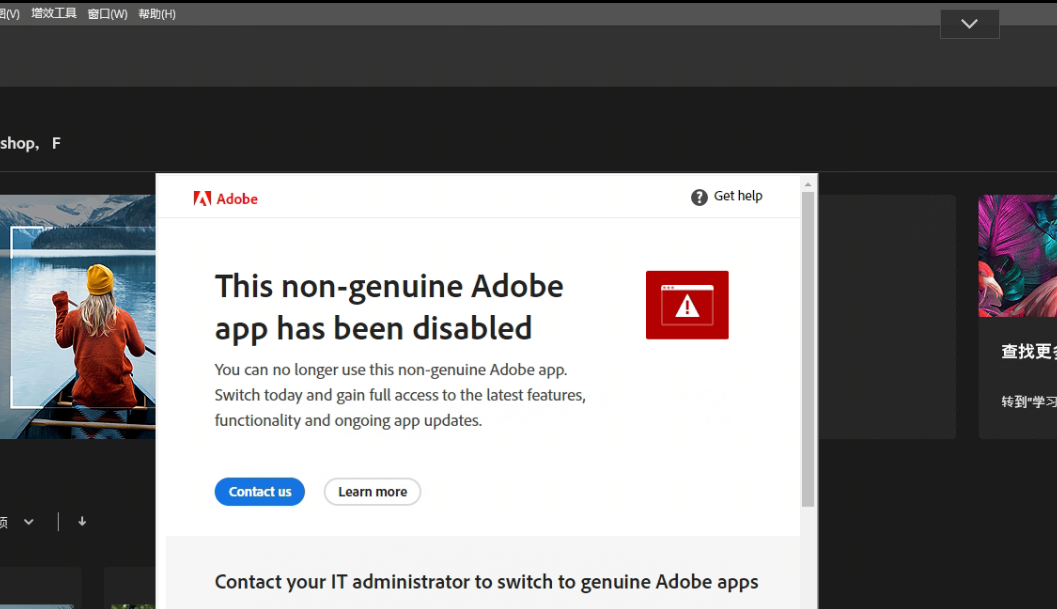 图(V) 增效工具 窗口(W) 帮助(H)
shop, F
Adobe
Get help
This non-genuine Adobe
app has been disabled
You can no longer use this non-genuine Adobe app.
Switch today and gain full access to the latest features,
functionality and ongoing app updates.
Contact us
Learn more
查找更多
转到"学习
Contact your IT administrator to switch to genuine Adobe apps